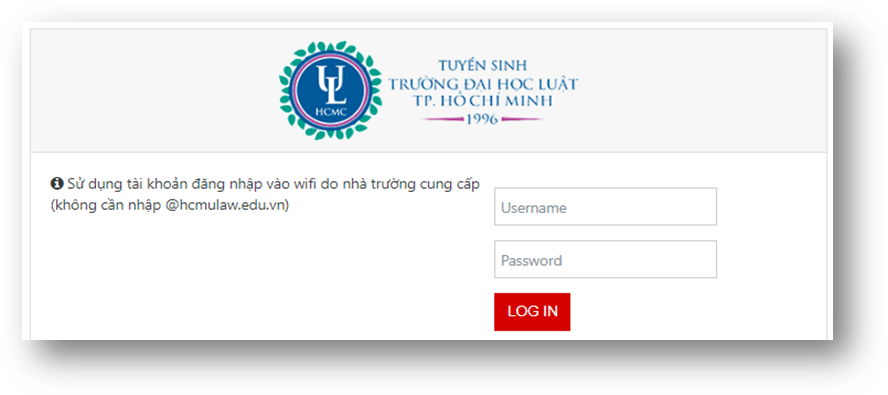 UL
HCMC
TUYỂN SINH
TRƯỜNG ĐẠI HỌC LUẬT
TP. HỒ CHÍ MINH
1996
Sử dụng tài khoản đăng nhập vào wifi do nhà trường cung cấp
(không cần nhập @hcmulaw.edu.vn)
Username
Password
LOG IN